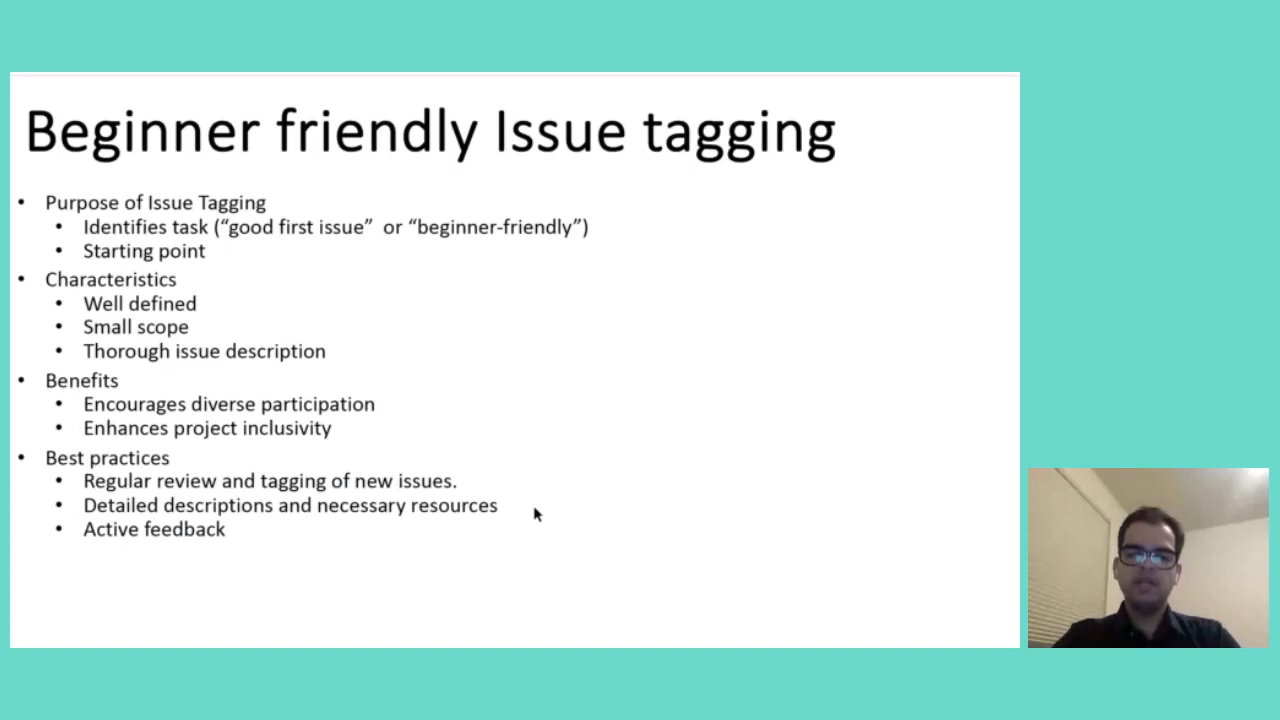 Beginner friendly Issue tagging
• Purpose of Issue Tagging
• Identifies task (“good first issue” or “beginner-friendly”)
• Starting point
• Characteristics
• Well defined
• Small scope
• Thorough issue description
• Benefits
• Encourages diverse participation
• Enhances project inclusivity
• Best practices
• Regular review and tagging of new issues.
• Detailed descriptions and necessary resources
• Active feedback